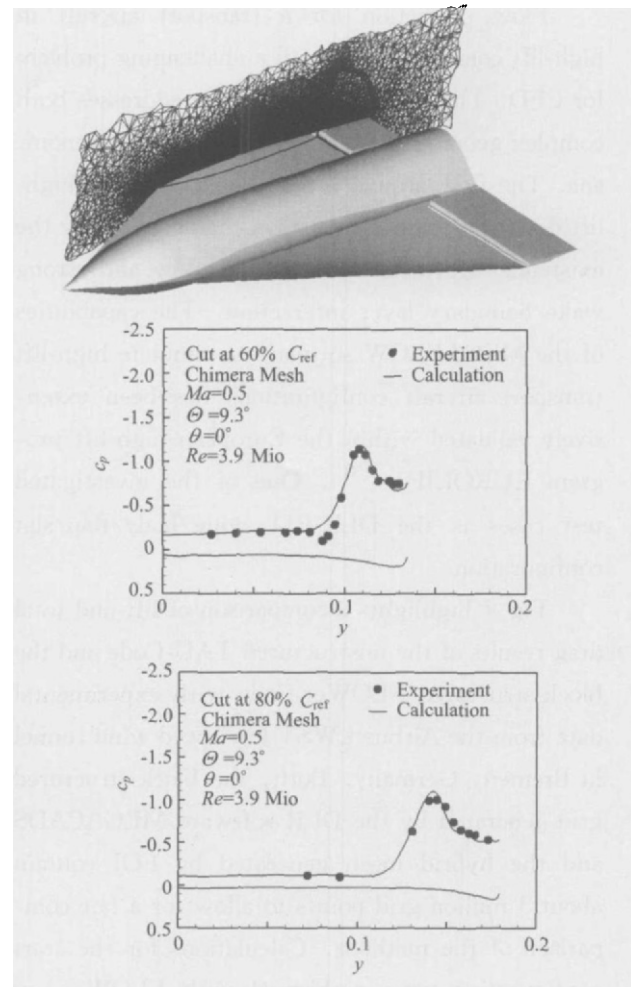 -2.5
Cut at 60% Cref
Experiment
-2.0
Chimera Mesh
Calculation
Ma=0.5
-1.5
Θ=9.3°
θ=0°
-1.0
Re=3.9 Mio
cp
-0.5
0
0.5
0
0.1
0.2
y
-2.5
Cut at 80% Cref
Experiment
-2.0
Chimera Mesh
Calculation
Ma=0.5
-1.5
Θ=9.3°
θ=0°
-1.0
Re=3.9 Mio
cp
-0.5
0
0.5
0
0.1
0.2
y